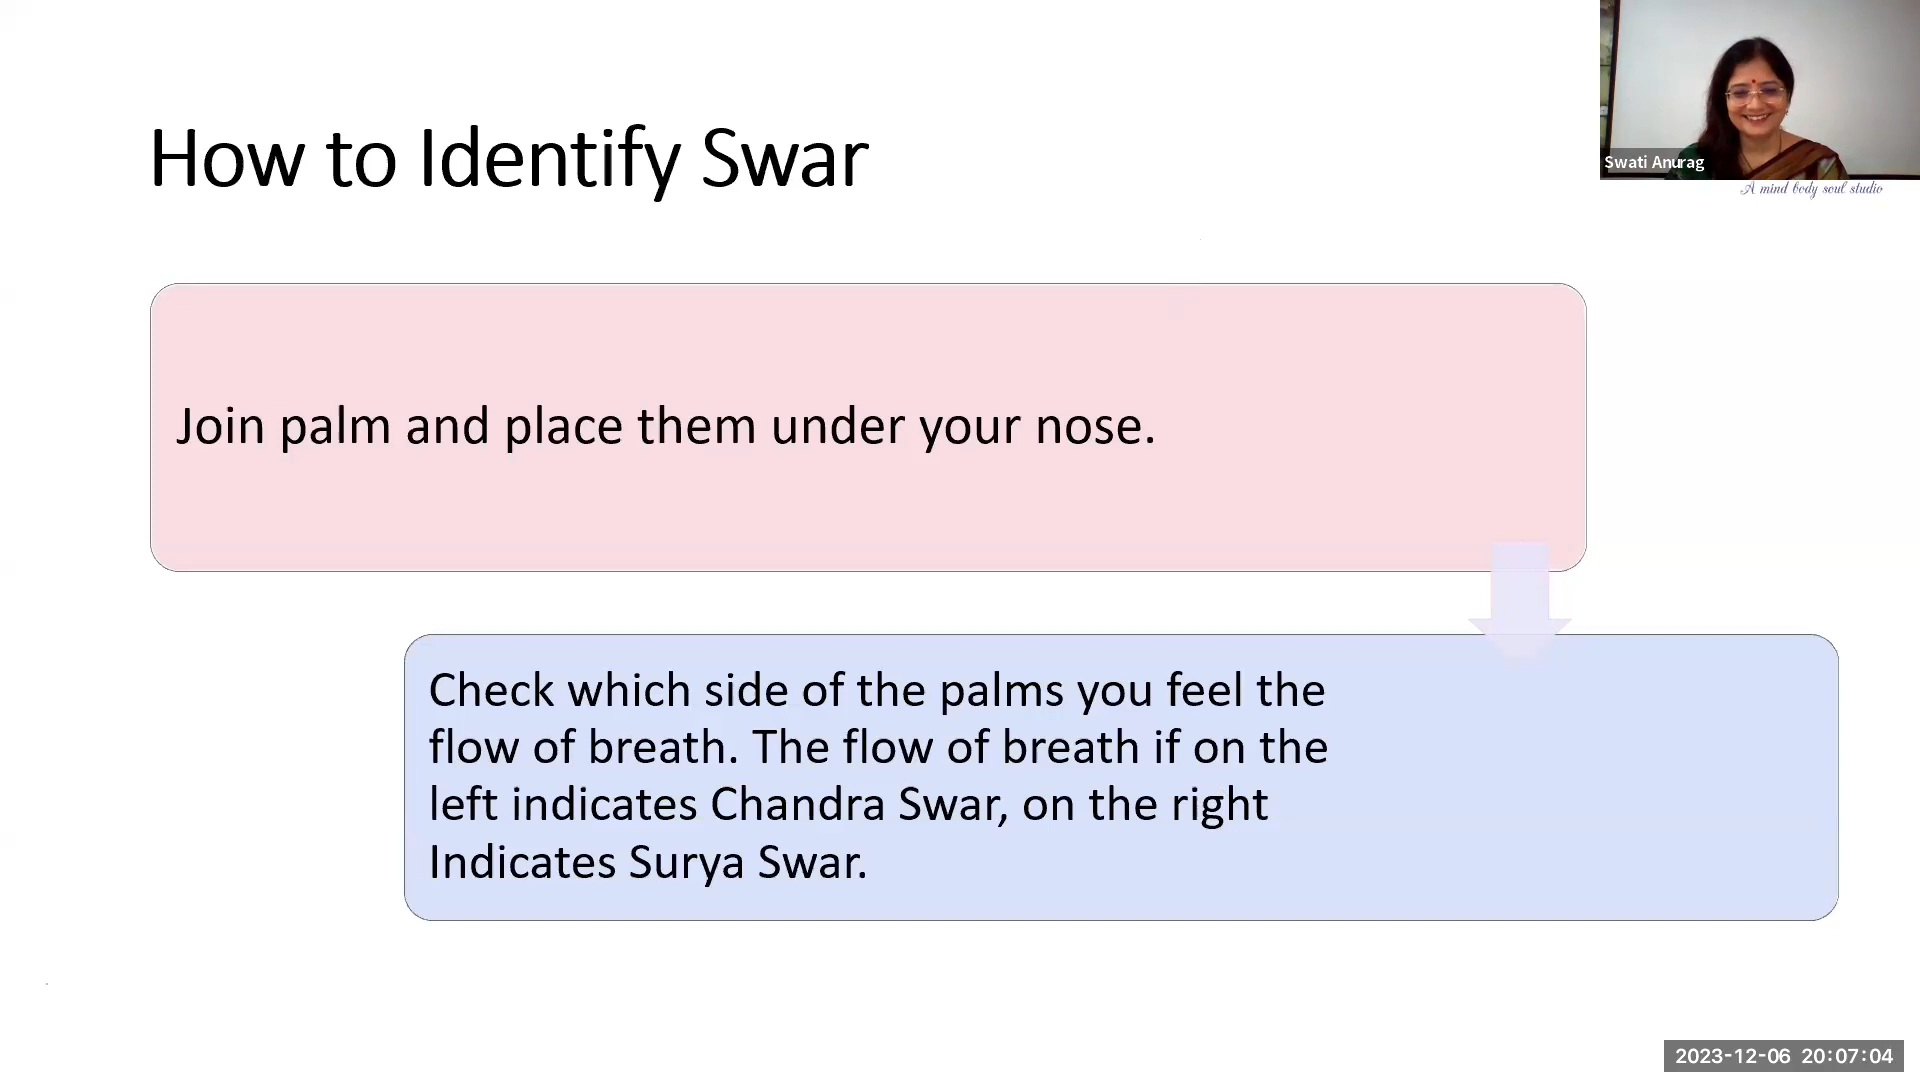 How to Identify Swar
Swati Anurag
A mind body soul studio
Join palm and place them under your nose.
Check which side of the palms you feel the
flow of breath. The flow of breath if on the
left indicates Chandra Swar, on the right
Indicates Surya Swar.
2023-12-06 20:07:04